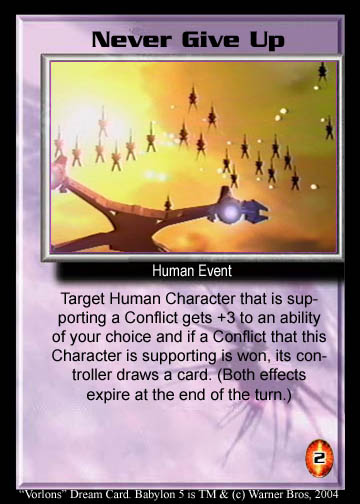 Never Give Up
Human Event
Target Human Character that is sup-
porting a Conflict gets +3 to an ability
of your choice and if a Conflict that this
Character is supporting is won, its con-
troller draws a card. (Both effects
expire at the end of the turn.)
2
"Vorlons" Dream Card. Babylon 5 is TM & (c) Warner Bros, 2004